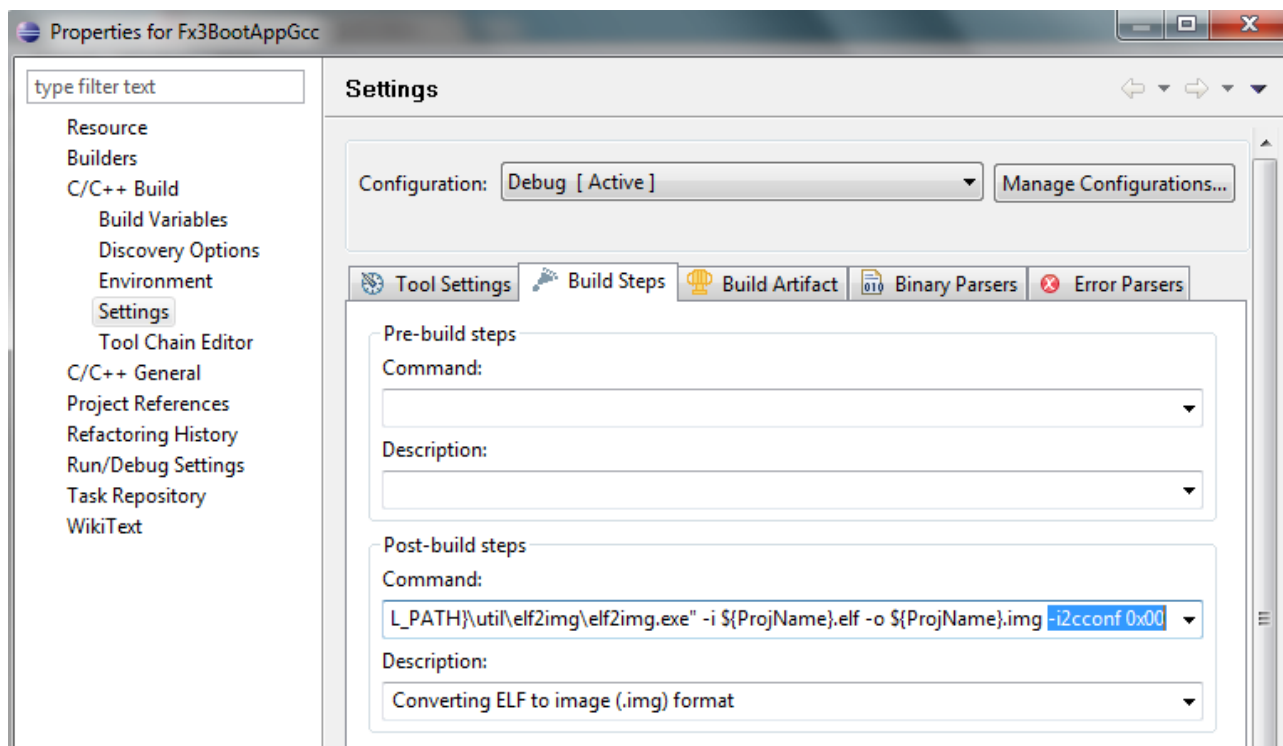 Properties for Fx3BootAppGcc
type filter text
Resource
Builders
C/C++ Build
Build Variables
Discovery Options
Environment
Settings
Tool Chain Editor
C/C++ General
Project References
Refactoring History
Run/Debug Settings
Task Repository
WikiText
Settings
Configuration: Debug [ Active ] Manage Configurations...
Tool Settings Build Steps Build Artifact Binary Parsers Error Parsers
Pre-build steps
Command:
Description:
Post-build steps
Command:
L_PATH}\util\elf2img\elf2img.exe" -i ${ProjName}.elf -o ${ProjName}.img -i2cconf 0x00
Description:
Converting ELF to image (.img) format